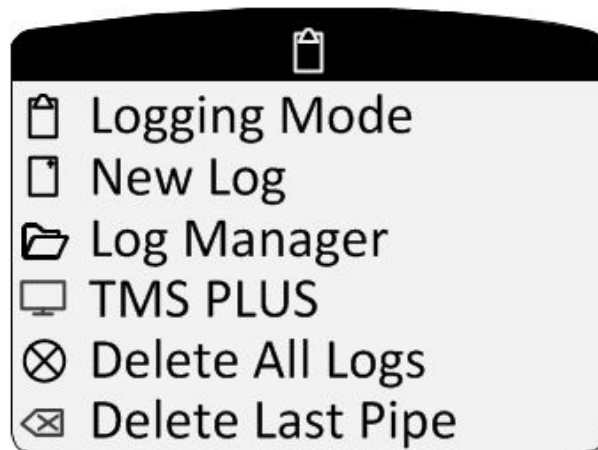 Logging Mode
New Log
Log Manager
TMS PLUS
Delete All Logs
Delete Last Pipe